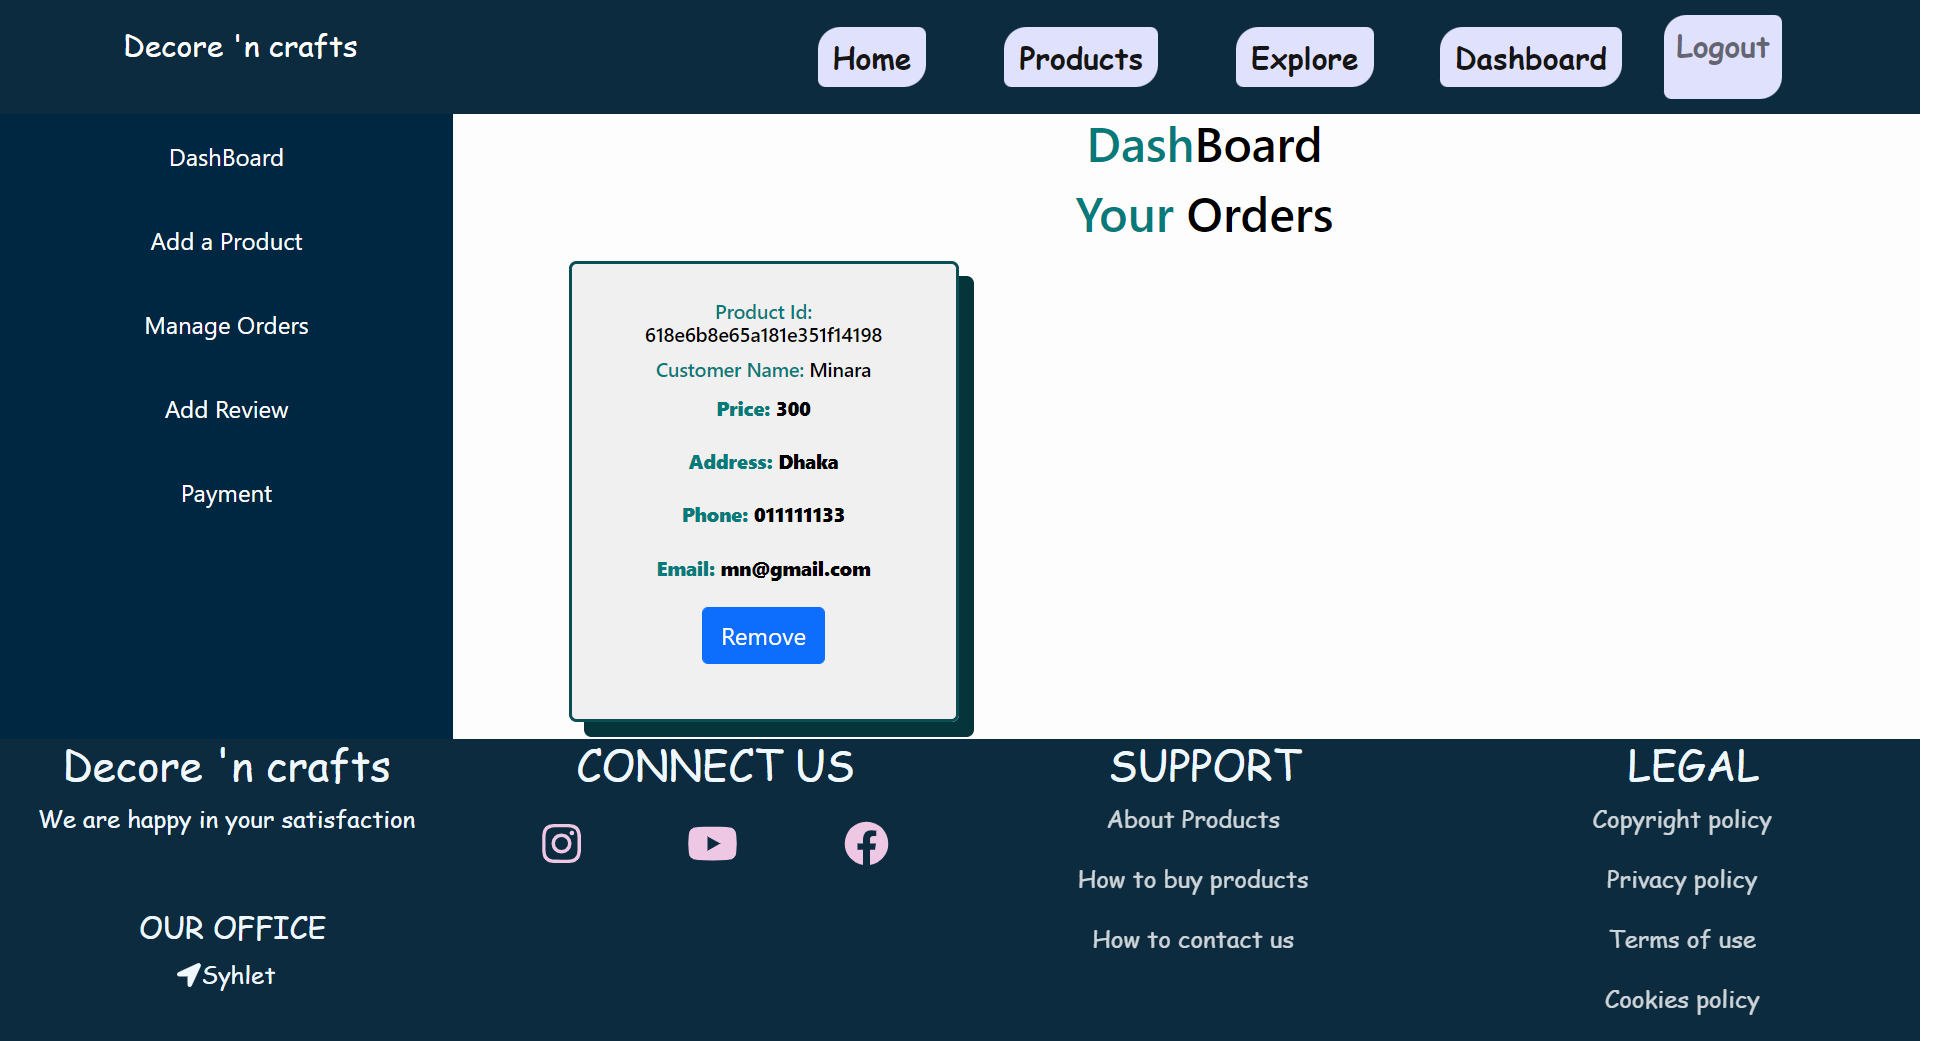 Decore 'n crafts
Home
Products
Explore
Dashboard
Logout
DashBoard
Add a Product
Manage Orders
Add Review
Payment
DashBoard
Your Orders
Product Id:
618e6b8e65a181e351f14198
Customer Name: Minara
Price: 300
Address: Dhaka
Phone: 011111133
Email: mn@gmail.com
Remove
Decore 'n crafts
We are happy in your satisfaction
OUR OFFICE
Syhlet
CONNECT US
SUPPORT
About Products
How to buy products
How to contact us
LEGAL
Copyright policy
Privacy policy
Terms of use
Cookies policy